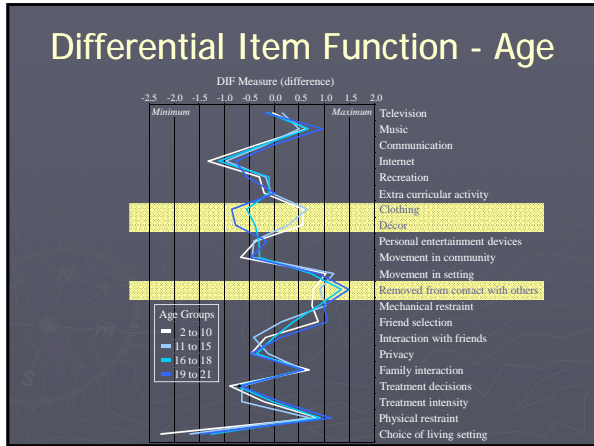 Differential Item Function - Age
DIF Measure (difference)
-2.5 -2.0 -1.5 -1.0 -0.5 0.0 0.5 1.0 1.5 2.0
Minimum Maximum
Television
Music
Communication
Internet
Recreation
Extra curricular activity
Clothing
Décor
Personal entertainment devices
Movement in community
Movement in setting
Removed from contact with others
Mechanical restraint
Friend selection
Interaction with friends
Privacy
Family interaction
Treatment decisions
Treatment intensity
Physical restraint
Choice of living setting
Age Groups
2 to 10
11 to 15
16 to 18
19 to 21